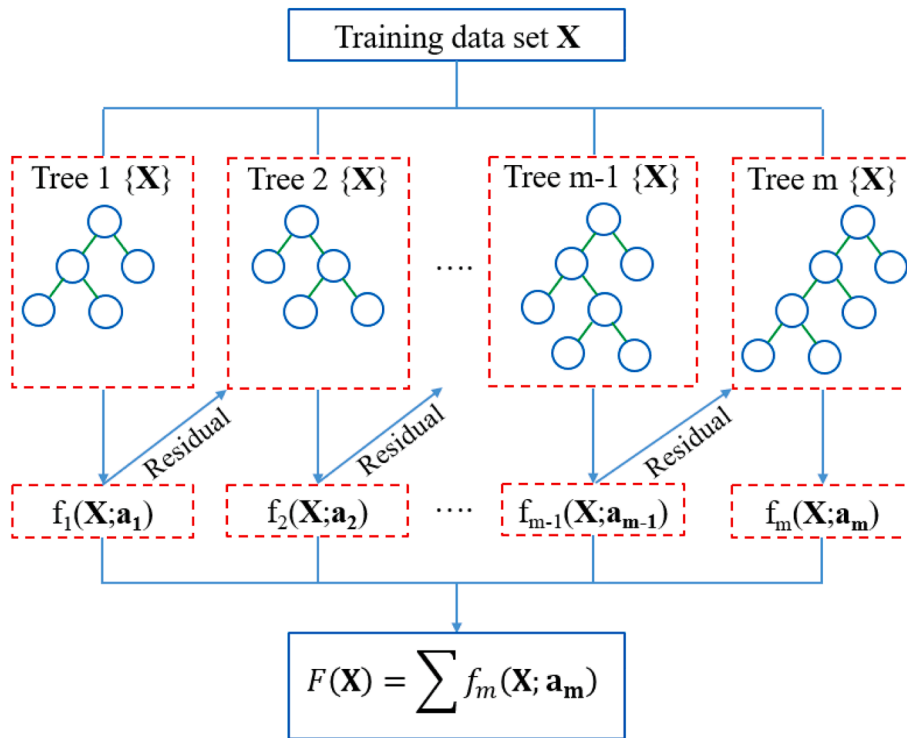 Training data set X
Tree 1 {X}
Tree 2 {X}
Tree m-1 {X}
Tree m {X}
....
Residual
Residual
Residual
f₁(X;a₁)
f₂(X;a₂)
....
fₘ₋₁(X;aₘ₋₁)
fₘ(X;aₘ)
F(X) = ∑ fₘ(X; aₘ)